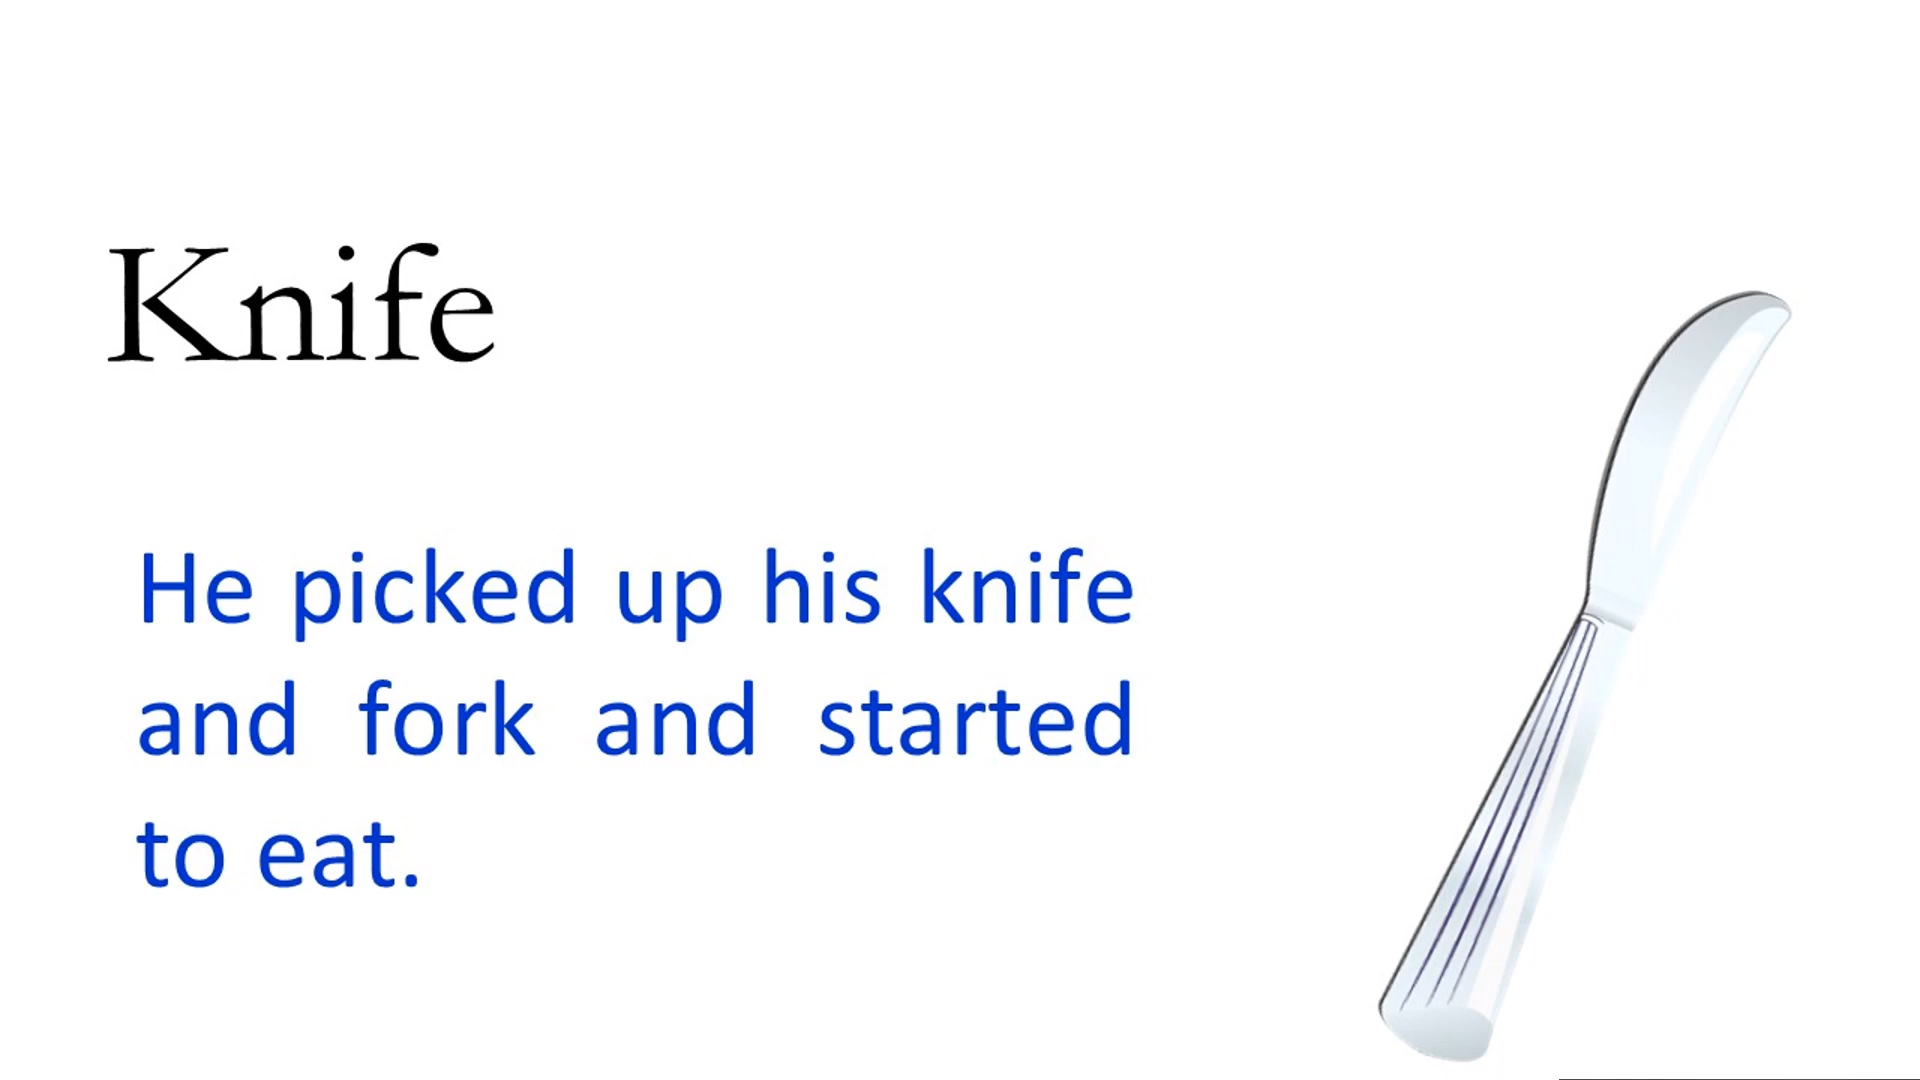 Knife
He picked up his knife
and fork and started
to eat.